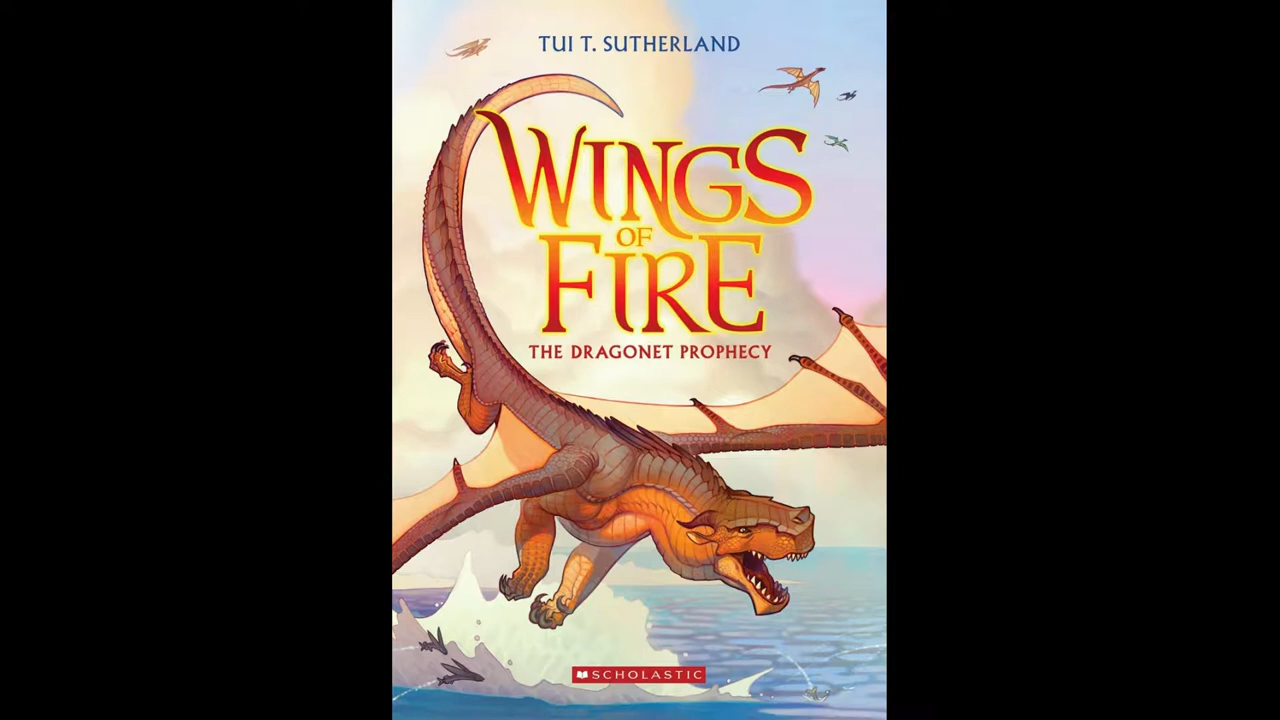 TUI T. SUTHERLAND
WINGS
OF
FIRE
THE DRAGONET PROPHECY
SCHOLASTIC